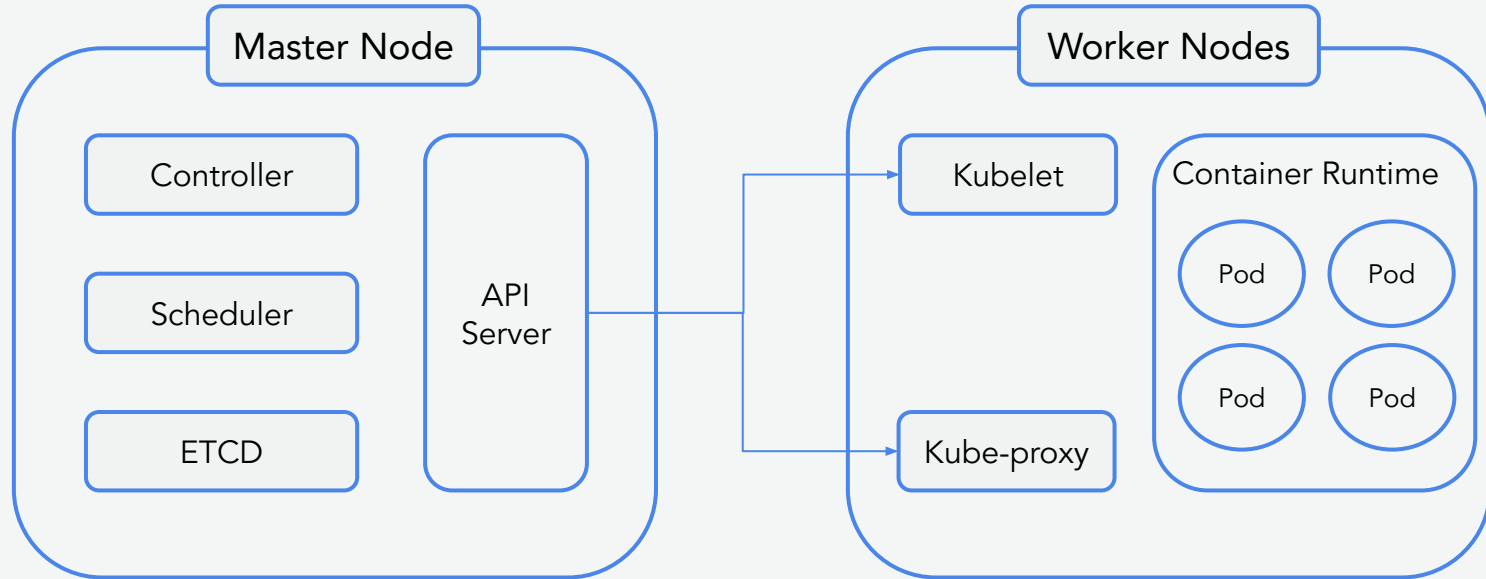 Master Node
Controller
Scheduler
ETCD
API
Server
Worker Nodes
Kubelet
Kube-proxy
Container Runtime
Pod
Pod
Pod
Pod